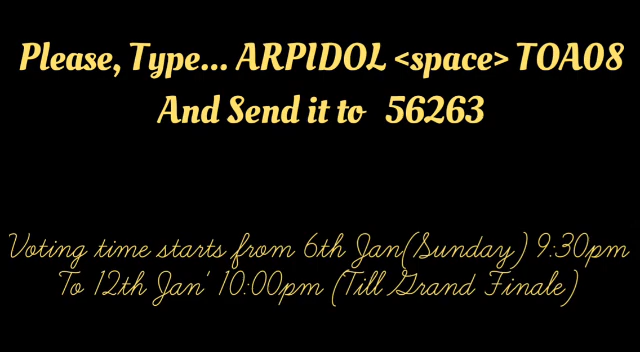 Please, Type... ARPIDOL <space> TOA08
And Send it to 56263
Voting time starts from 6th Jan(Sunday) 9:30pm
To 12th Jan' 10:00pm (Till Grand Finale)